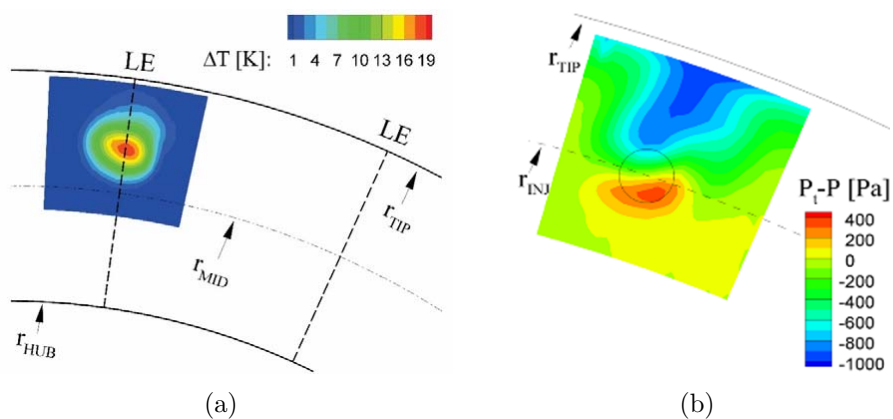 ΔT [K]:
1 4 7 10 13 16 19
LE
LE
r_TIP
r_MID
r_HUB
(a)
r_TIP
r_INJ
P_t-P [Pa]
400
200
0
-200
-400
-600
-800
-1000
(b)